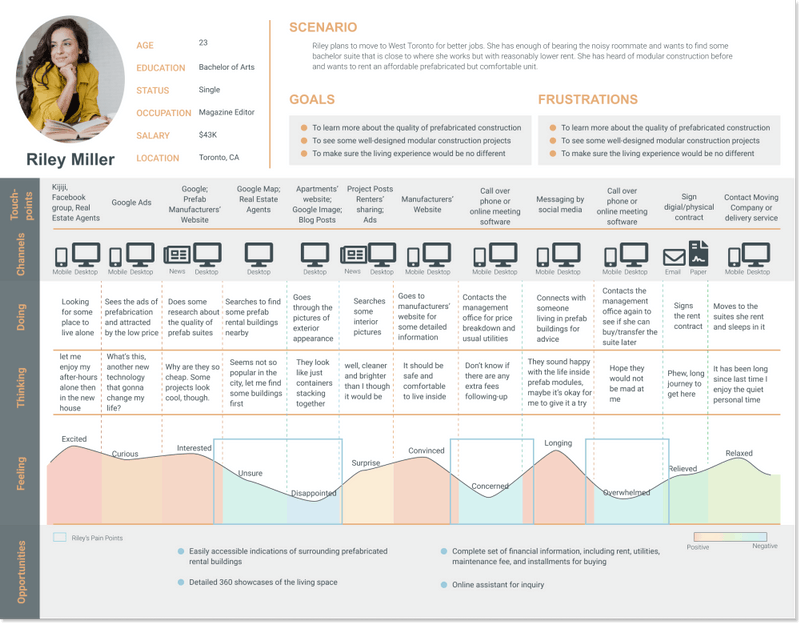 Riley Miller
AGE 23
EDUCATION Bachelor of Arts
STATUS Single
OCCUPATION Magazine Editor
SALARY $43K
LOCATION Toronto, CA
SCENARIO
Riley plans to move to West Toronto for better jobs. She has enough of bearing the noisy roommate and wants to find some
bachelor suite that is close to where she works but with reasonably lower rent. She has heard of modular construction before
and wants to rent an affordable prefabricated but comfortable unit.
GOALS
To learn more about the quality of prefabricated construction
To see some well-designed modular construction projects
To make sure the living experience would be no different
FRUSTRATIONS
To learn more about the quality of prefabricated construction
To see some well-designed modular construction projects
To make sure the living experience would be no different
Touch-
points
Kijiji,
Facebook
group, Real
Estate Agents
Google Ads
Google;
Prefab
Manufacturers'
Website
Google Map;
Real Estate
Agents
Apartments'
website;
Google Image;
Blog Posts
Project Posts
Renters'
sharing;
Ads
Manufacturers'
Website
Call over
phone or
online meeting
software
Messaging by
social media
Call over
phone or
online meeting
software
Sign
digial/physical
contract
Contact Moving
Company or
delivery service
Channels
Mobile Desktop
Mobile Desktop
News Desktop
Desktop
Desktop
News Desktop
Mobile Desktop
Mobile Desktop
Mobile Desktop
Mobile Desktop
Email Paper
Mobile Desktop
Doing
Looking
for some
place to
live alone
Sees the ads of
prefabrication
and attracted
by the low price
Does some
research about
the quality of
prefab suites
Searches to find
some prefab
rental buildings
nearby
Goes
through the
pictures of
exterior
appearance
Searches
some
interior
pictures
Goes to
manufacturers'
website for
some detailed
information
Contacts the
management
office for price
breakdown and
usual utilities
Connects with
someone
living in prefab
buildings for
advice
Contacts the
management
office again to
see if she can
buy/transfer the
suite later
Signs
the rent
contract
Moves to the
suites she rent
and sleeps in it
Thinking
let me
enjoy my
after-hours
alone then
in the new
house
What's this,
another new
technology
that gonna
change my
life?
Why are they so
cheap. Some
projects look
cool, though.
Seems not so
popular in the
city, let me find
some buildings
first
They look
like just
containers
stacking
together
well, cleaner
and brighter
than I though
it would be
It should be
safe and
comfortable
to live inside
Don't know if
there are any
extra fees
following-up
They sound happy
with the life inside
prefab modules,
maybe it's okay for
me to give it a try
Hope they
would not
be mad at
me
Phew, long
journey to
get here
It has been long
since last time I
enjoy the quiet
personal time
Feeling
Excited
Curious
Interested
Unsure
Disappointed
Surprise
Convinced
Concerned
Longing
Overwhelmed
Relieved
Relaxed
Opportunities
Riley's Pain Points
Easily accessible indications of surrounding prefabricated
rental buildings
Detailed 360 showcases of the living space
Complete set of financial information, including rent, utilities,
maintenance fee, and installments for buying
Online assistant for inquiry
Positive Negative